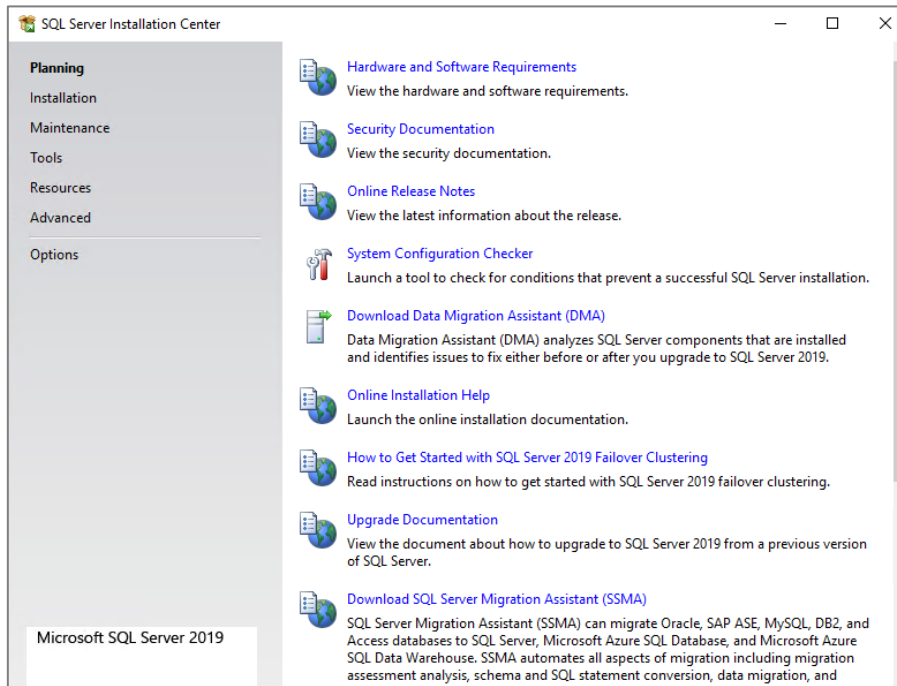 SQL Server Installation Center
Planning
Installation
Maintenance
Tools
Resources
Advanced
Options
Microsoft SQL Server 2019
Hardware and Software Requirements
View the hardware and software requirements.
Security Documentation
View the security documentation.
Online Release Notes
View the latest information about the release.
System Configuration Checker
Launch a tool to check for conditions that prevent a successful SQL Server installation.
Download Data Migration Assistant (DMA)
Data Migration Assistant (DMA) analyzes SQL Server components that are installed
and identifies issues to fix either before or after you upgrade to SQL Server 2019.
Online Installation Help
Launch the online installation documentation.
How to Get Started with SQL Server 2019 Failover Clustering
Read instructions on how to get started with SQL Server 2019 failover clustering.
Upgrade Documentation
View the document about how to upgrade to SQL Server 2019 from a previous version
of SQL Server.
Download SQL Server Migration Assistant (SSMA)
SQL Server Migration Assistant (SSMA) can migrate Oracle, SAP ASE, MySQL, DB2, and
Access databases to SQL Server, Microsoft Azure SQL Database, and Microsoft Azure
SQL Data Warehouse. SSMA automates all aspects of migration including migration
assessment analysis, schema and SQL statement conversion, data migration, and